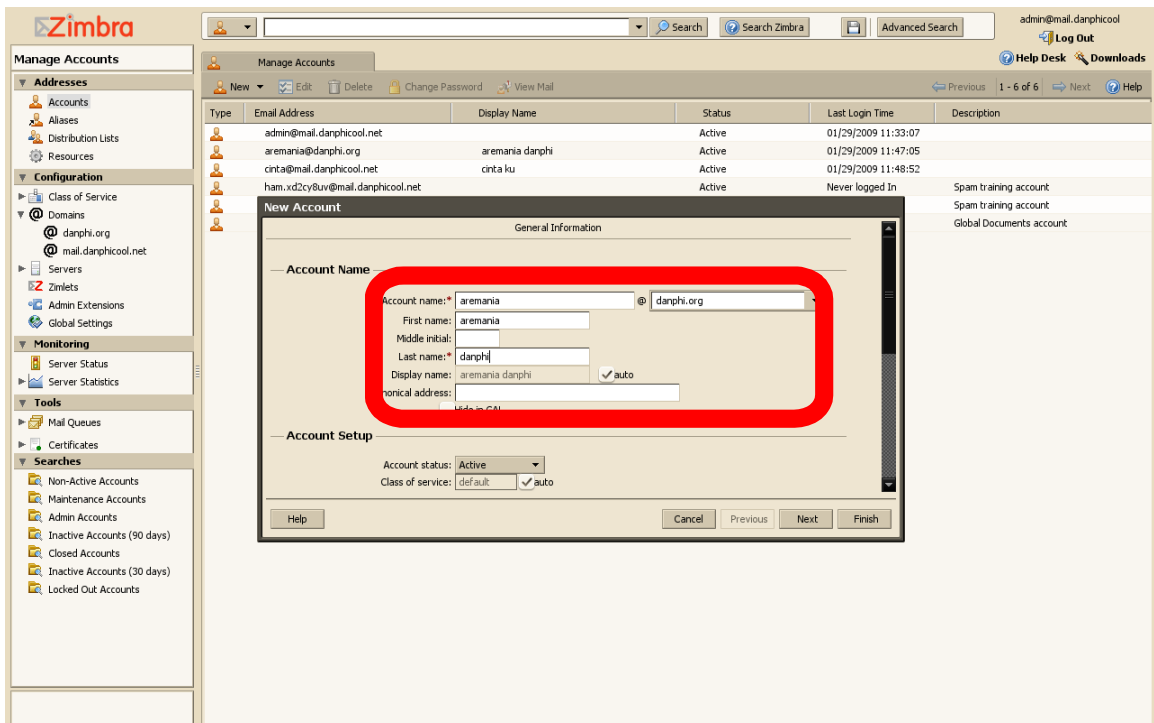 Zimbra
Search
Search Zimbra
Advanced Search
admin@mail.danphicool
Log Out
Manage Accounts
Manage Accounts
Help Desk
Downloads
Addresses
New
Edit
Delete
Change Password
View Mail
Previous
1 - 6 of 6
Next
Help
Accounts
Aliases
Distribution Lists
Resources
Configuration
Class of Service
Domains
danphi.org
mail.danphicool.net
Servers
Zimlets
Admin Extensions
Global Settings
Monitoring
Server Status
Server Statistics
Tools
Mail Queues
Certificates
Searches
Non-Active Accounts
Maintenance Accounts
Admin Accounts
Inactive Accounts (90 days)
Closed Accounts
Inactive Accounts (30 days)
Locked Out Accounts
Type Email Address Display Name Status Last Login Time Description
admin@mail.danphicool.net Active 01/29/2009 11:33:07
aremania@danphi.org aremania danphi Active 01/29/2009 11:47:05
cinta@mail.danphicool.net cinta ku Active 01/29/2009 11:48:52
ham.xd2cy8uv@mail.danphicool.net Active Never logged In Spam training account
Spam training account
Global Documents account
New Account
General Information
Account Name
Account name:* aremania @ danphi.org
First name: aremania
Middle initial:
Last name:* danphi
Display name: aremania danphi auto
address:
Account Setup
Account status: Active
Class of service: default auto
Help
Cancel
Previous
Next
Finish